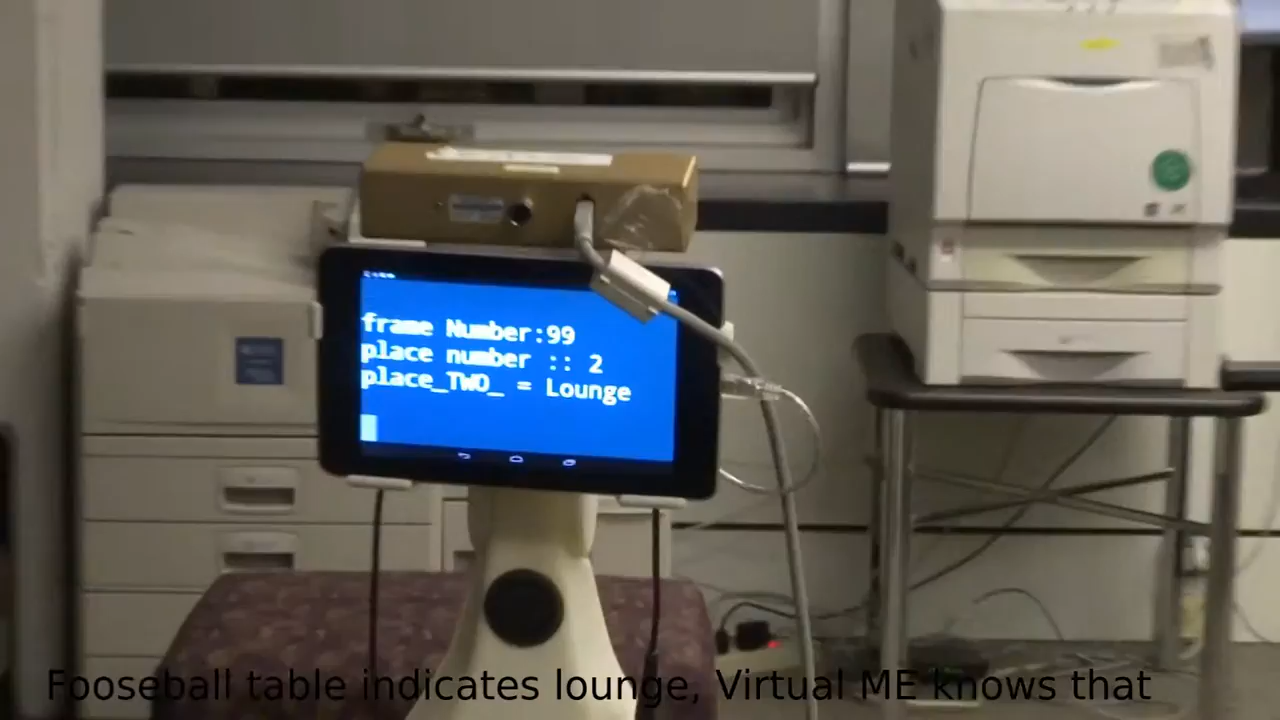 frame Number:99
place number :: 2
place_TWO_ = Lounge
Fooseball table indicates lounge, Virtual ME knows that